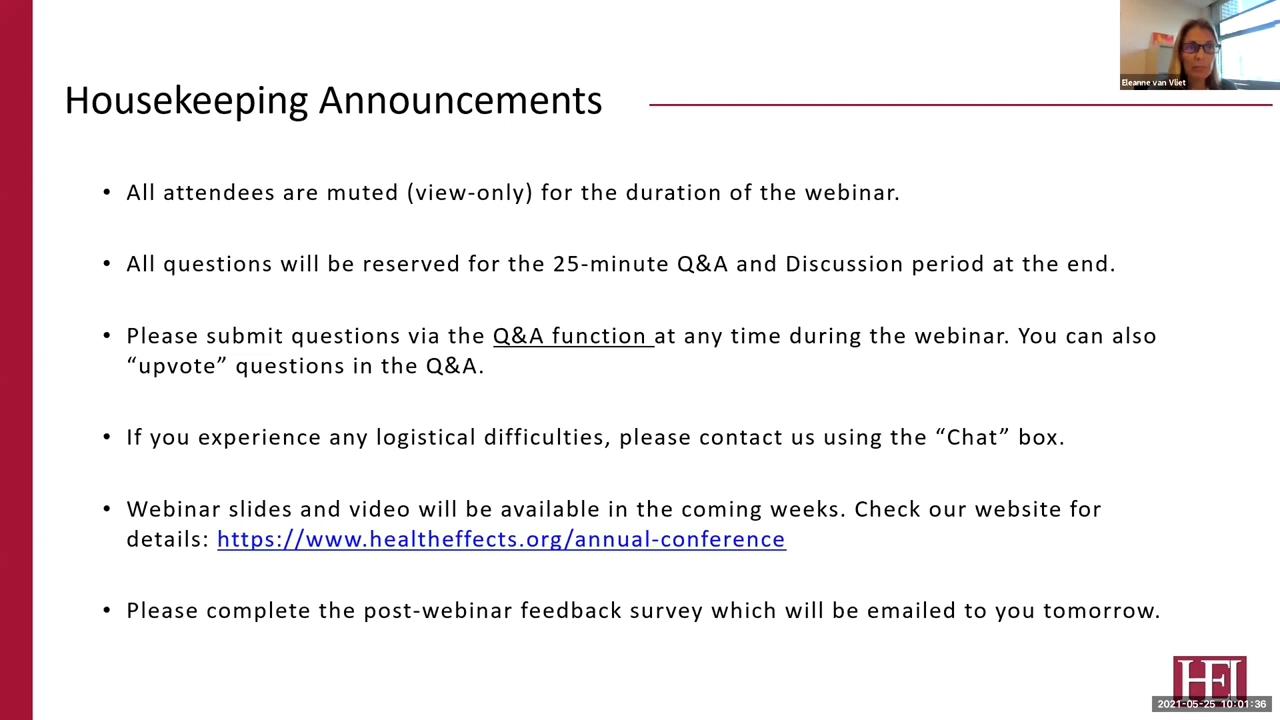 Eleanne van Vliet
Housekeeping Announcements
• All attendees are muted (view-only) for the duration of the webinar.
• All questions will be reserved for the 25-minute Q&A and Discussion period at the end.
• Please submit questions via the Q&A function at any time during the webinar. You can also
“upvote” questions in the Q&A.
• If you experience any logistical difficulties, please contact us using the “Chat” box.
• Webinar slides and video will be available in the coming weeks. Check our website for
details: https://www.healtheffects.org/annual-conference
• Please complete the post-webinar feedback survey which will be emailed to you tomorrow.
HEI
2021-05-25 10:01:36